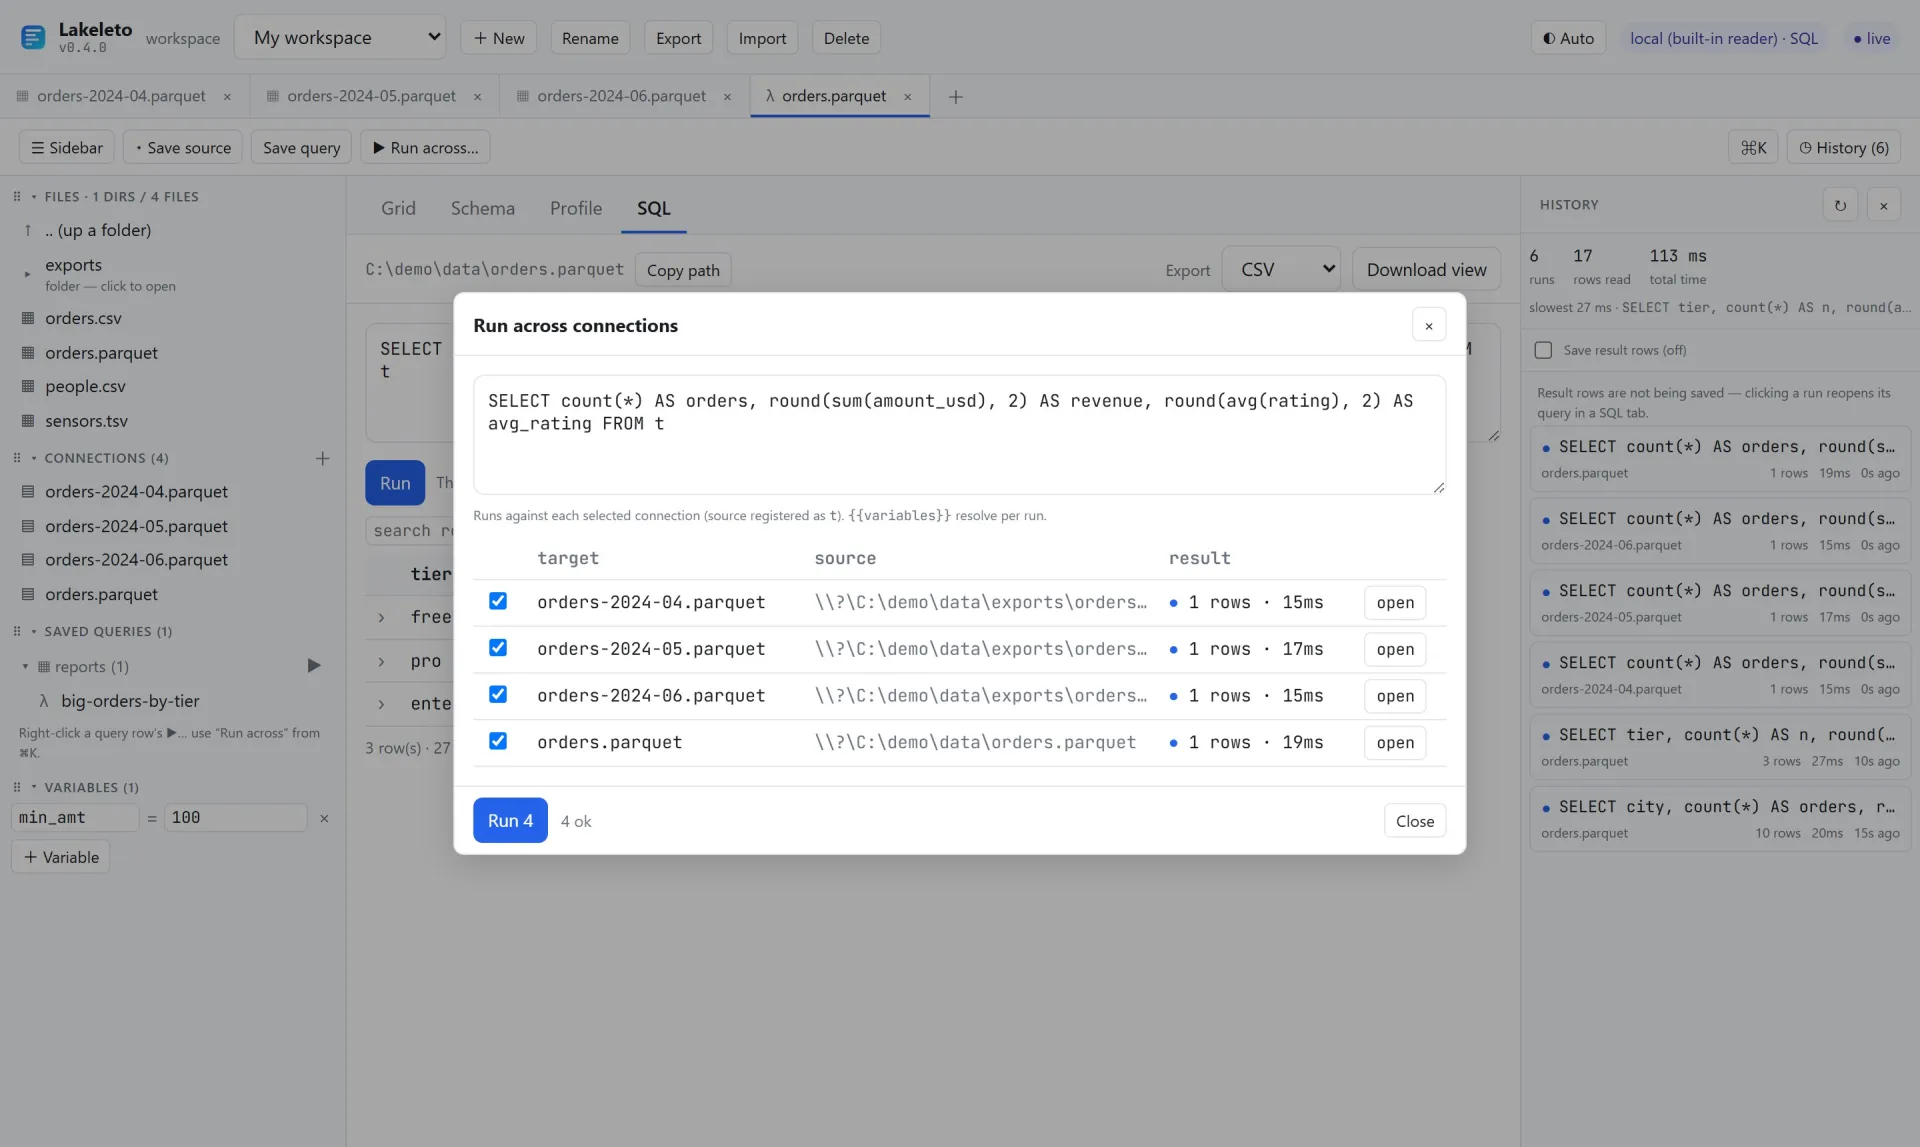 Lakeleto
v0.4.0
workspace
My workspace
+ New
Rename
Export
Import
Delete
Auto
local (built-in reader) · SQL
● live
orders-2024-04.parquet ×
orders-2024-05.parquet ×
orders-2024-06.parquet ×
λ orders.parquet ×
+
☰ Sidebar
· Save source
Save query
▶ Run across...
⌘K
History (6)
FILES · 1 DIRS / 4 FILES
↑ .. (up a folder)
exports
folder — click to open
orders.csv
orders.parquet
people.csv
sensors.tsv
CONNECTIONS (4) +
orders-2024-04.parquet
orders-2024-05.parquet
orders-2024-06.parquet
orders.parquet
SAVED QUERIES (1)
reports (1)
λ big-orders-by-tier
Right-click a query row's ▶... use "Run across" from
⌘K.
VARIABLES (1)
min_amt = 100 ×
+ Variable
Grid
Schema
Profile
SQL
C:\demo\data\orders.parquet
Copy path
Export
CSV
Download view
SELECT
t
Run
Th
search
tier
› free
› pro
› ente
3 row(s) · 27
Run across connections
×
SELECT count(*) AS orders, round(sum(amount_usd), 2) AS revenue, round(avg(rating), 2) AS
avg_rating FROM t
Runs against each selected connection (source registered as t). {{variables}} resolve per run.
target source result
orders-2024-04.parquet \\?\C:\demo\data\exports\orders… ● 1 rows · 15ms open
orders-2024-05.parquet \\?\C:\demo\data\exports\orders… ● 1 rows · 17ms open
orders-2024-06.parquet \\?\C:\demo\data\exports\orders… ● 1 rows · 15ms open
orders.parquet \\?\C:\demo\data\orders.parquet ● 1 rows · 19ms open
Run 4
4 ok
Close
HISTORY
↻
×
6 17 113 ms
runs rows read total time
slowest 27 ms · SELECT tier, count(*) AS n, round(a…
Save result rows (off)
Result rows are not being saved — clicking a run reopens its
query in a SQL tab.
● SELECT count(*) AS orders, round(s…
orders.parquet 1 rows 19ms 0s ago
● SELECT count(*) AS orders, round(s…
orders-2024-06.parquet 1 rows 15ms 0s ago
● SELECT count(*) AS orders, round(s…
orders-2024-05.parquet 1 rows 17ms 0s ago
● SELECT count(*) AS orders, round(s…
orders-2024-04.parquet 1 rows 15ms 0s ago
● SELECT tier, count(*) AS n, round(…
orders.parquet 3 rows 27ms 10s ago
● SELECT city, count(*) AS orders, r…
orders.parquet 10 rows 20ms 15s ago